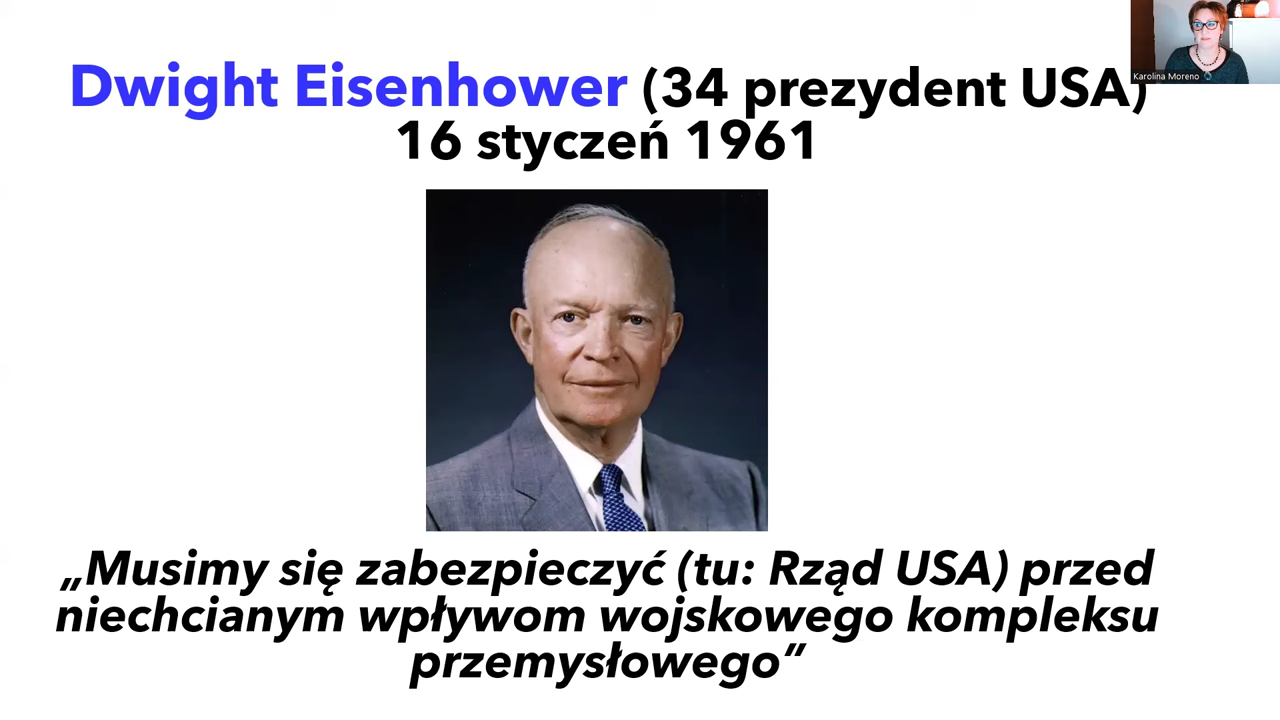 Dwight Eisenhower (34 prezydent USA)
16 styczeń 1961
Karolina Moreno
„Musimy się zabezpieczyć (tu: Rząd USA) przed
niechcianym wpływom wojskowego kompleksu
przemysłowego”